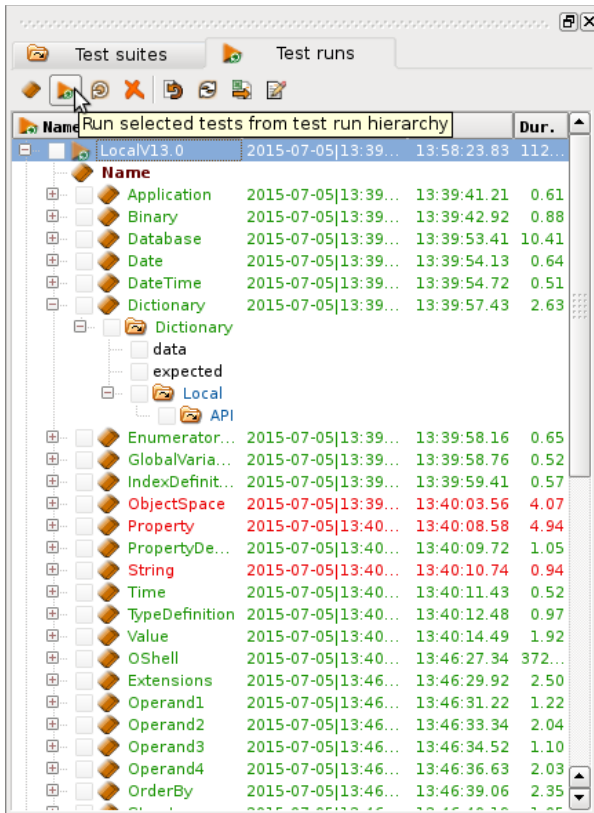 Test suites Test runs
Run selected tests from test run hierarchy
Name Dur.
LocalV13.0 2015-07-05|13:39... 13:58:23.83 112...
Name
Application 2015-07-05|13:39... 13:39:41.21 0.61
Binary 2015-07-05|13:39... 13:39:42.92 0.88
Database 2015-07-05|13:39... 13:39:53.41 10.41
Date 2015-07-05|13:39... 13:39:54.13 0.64
DateTime 2015-07-05|13:39... 13:39:54.72 0.51
Dictionary 2015-07-05|13:39... 13:39:57.43 2.63
Dictionary
data
expected
Local
API
Enumerator... 2015-07-05|13:39... 13:39:58.16 0.65
GlobalVaria... 2015-07-05|13:39... 13:39:58.76 0.52
IndexDefinit... 2015-07-05|13:39... 13:39:59.41 0.57
ObjectSpace 2015-07-05|13:39... 13:40:03.56 4.07
Property 2015-07-05|13:40... 13:40:08.58 4.94
PropertyDe... 2015-07-05|13:40... 13:40:09.72 1.05
String 2015-07-05|13:40... 13:40:10.74 0.94
Time 2015-07-05|13:40... 13:40:11.43 0.52
TypeDefinition 2015-07-05|13:40... 13:40:12.48 0.97
Value 2015-07-05|13:40... 13:40:14.49 1.92
OShell 2015-07-05|13:40... 13:46:27.34 372...
Extensions 2015-07-05|13:46... 13:46:29.92 2.50
Operand1 2015-07-05|13:46... 13:46:31.22 1.22
Operand2 2015-07-05|13:46... 13:46:33.34 2.04
Operand3 2015-07-05|13:46... 13:46:34.52 1.10
Operand4 2015-07-05|13:46... 13:46:36.63 2.03
OrderBy 2015-07-05|13:46... 13:46:39.06 2.35